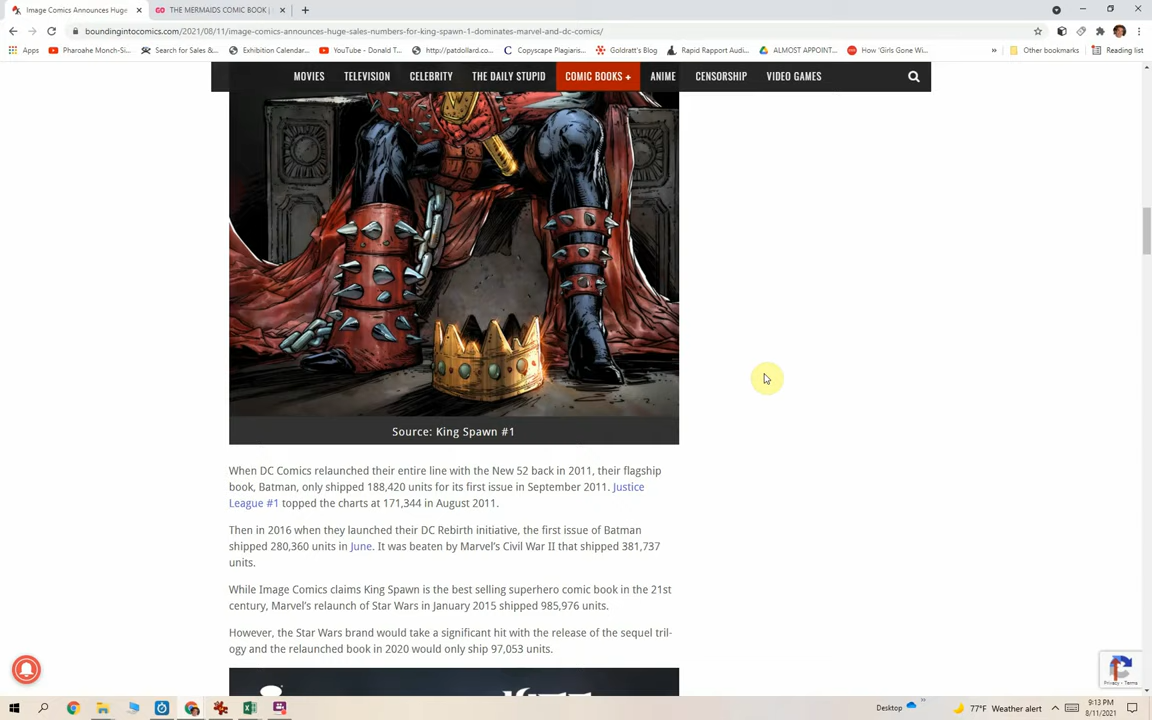 Image Comics Announces Huge
THE MERMAIDS COMIC BOOK |
boundingintocomics.com/2021/08/11/image-comics-announces-huge-sales-numbers-for-king-spawn-1-dominates-marvel-and-dc-comics/
Apps
Pharoahe Monch-Si...
Search for Sales &...
Exhibition Calendar...
YouTube - Donald T...
http://patdollard.co...
Copyscape Plagiaris...
Goldratt's Blog
Rapid Rapport Audi...
ALMOST APPOINT...
How 'Girls Gone Wi...
»
Other bookmarks
Reading list
MOVIES TELEVISION CELEBRITY THE DAILY STUPID COMIC BOOKS + ANIME CENSORSHIP VIDEO GAMES
Source: King Spawn #1
When DC Comics relaunched their entire line with the New 52 back in 2011, their flagship
book, Batman, only shipped 188,420 units for its first issue in September 2011. Justice
League #1 topped the charts at 171,344 in August 2011.
Then in 2016 when they launched their DC Rebirth initiative, the first issue of Batman
shipped 280,360 units in June. It was beaten by Marvel's Civil War II that shipped 381,737
units.
While Image Comics claims King Spawn is the best selling superhero comic book in the 21st
century, Marvel's relaunch of Star Wars in January 2015 shipped 985,976 units.
However, the Star Wars brand would take a significant hit with the release of the sequel tril-
ogy and the relaunched book in 2020 would only ship 97,053 units.
Privacy - Terms
Desktop
»
77°F Weather alert
9:13 PM
8/11/2021